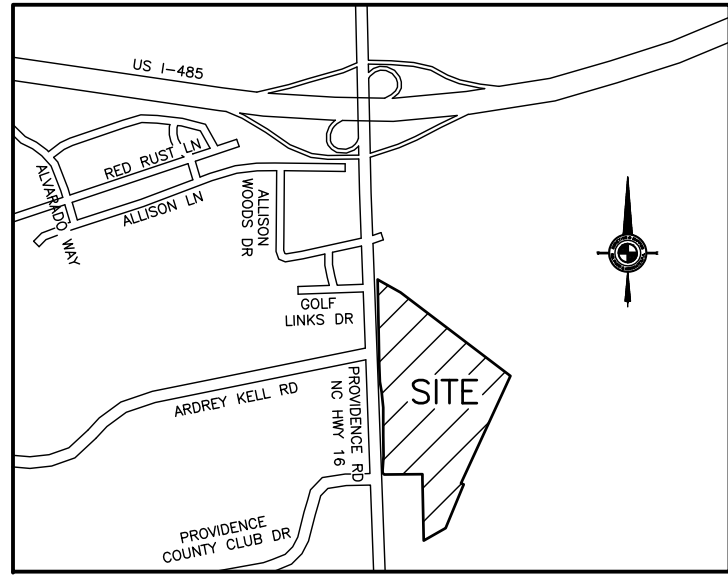 US I-485
RED RUST LN
ALLISON LN
ALVARADO WAY
ALLISON
WOODS DR
GOLF
LINKS DR
ARDREY KELL RD
PROVIDENCE RD
NC HWY 16
SITE
PROVIDENCE
COUNTY CLUB DR